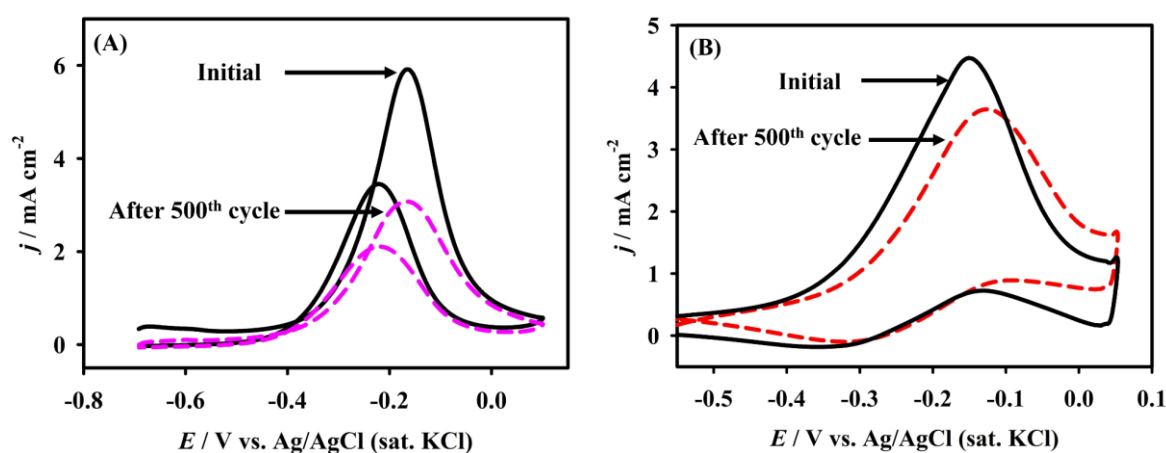 (A)
Initial
After 500th cycle
j / mA cm-2
6
4
2
0
-0.8
-0.6
-0.4
-0.2
0.0
E / V vs. Ag/AgCl (sat. KCl)
(B)
Initial
After 500th cycle
j / mA cm-2
5
4
3
2
1
0
-0.5
-0.4
-0.3
-0.2
-0.1
0.0
0.1
E / V vs. Ag/AgCl (sat. KCl)